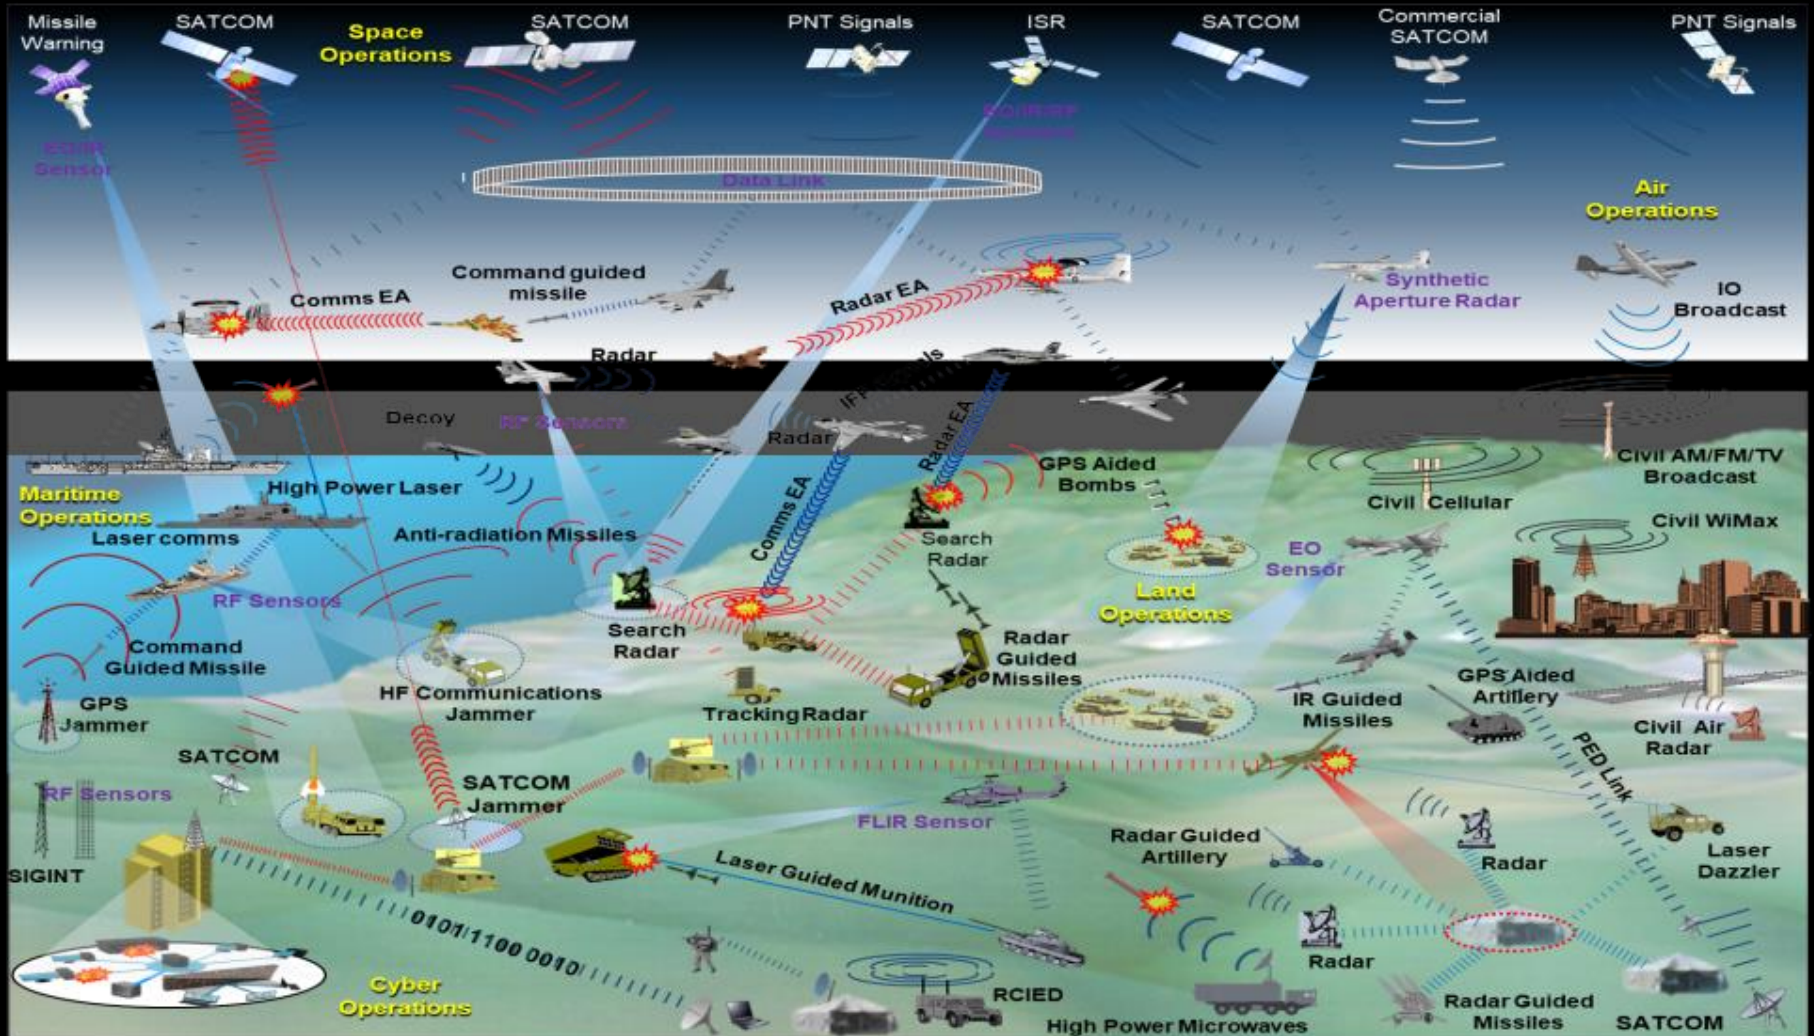 Missile
Warning
SATCOM
Space
Operations
SATCOM
PNT Signals
ISR
SATCOM
Commercial
SATCOM
PNT Signals
EO/IR
Sensor
Data Link
Air
Operations
Comms EA
Command guided
missile
Radar EA
Synthetic
Aperture Radar
IO
Broadcast
Radar
Decoy
RF Sensors
Radar
Radar EA
Comms EA
GPS Aided
Bombs
Civil Cellular
Civil AM/FM/TV
Broadcast
Maritime
Operations
High Power Laser
Laser comms
Anti-radiation Missiles
Search
Radar
EO
Sensor
Civil WiMax
Land
Operations
RF Sensors
Command
Guided Missile
Search
Radar
Radar
Guided
Missiles
GPS
Jammer
HF Communications
Jammer
Tracking Radar
IR Guided
Missiles
GPS Aided
Artillery
Civil Air
Radar
PED Link
SATCOM
RF Sensors
SATCOM
Jammer
FLIR Sensor
Radar Guided
Artillery
Radar
Laser
Dazzler
SIGINT
Laser Guided Munition
0101 1100 0010
Cyber
Operations
RCIED
High Power Microwaves
Radar
Radar Guided
Missiles
SATCOM